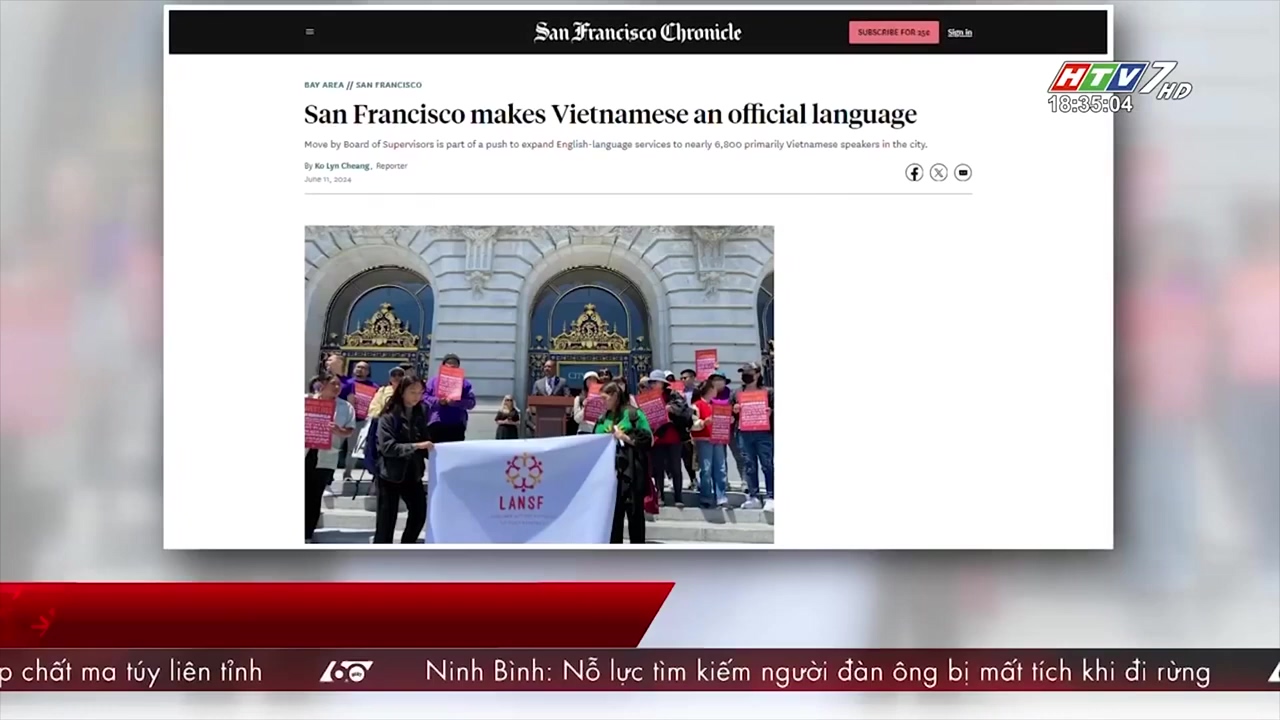 San Francisco Chronicle
SUBSCRIBE FOR 25¢
Sign in
HTV7 HD
18:35:04
BAY AREA // SAN FRANCISCO
San Francisco makes Vietnamese an official language
Move by Board of Supervisors is part of a push to expand English-language services to nearly 6,800 primarily Vietnamese speakers in the city.
By Ko Lyn Cheang, Reporter
June 11, 2024
LANSF
p chất ma túy liên tỉnh
60 giây
Ninh Bình: Nỗ lực tìm kiếm người đàn ông bị mất tích khi đi rừng